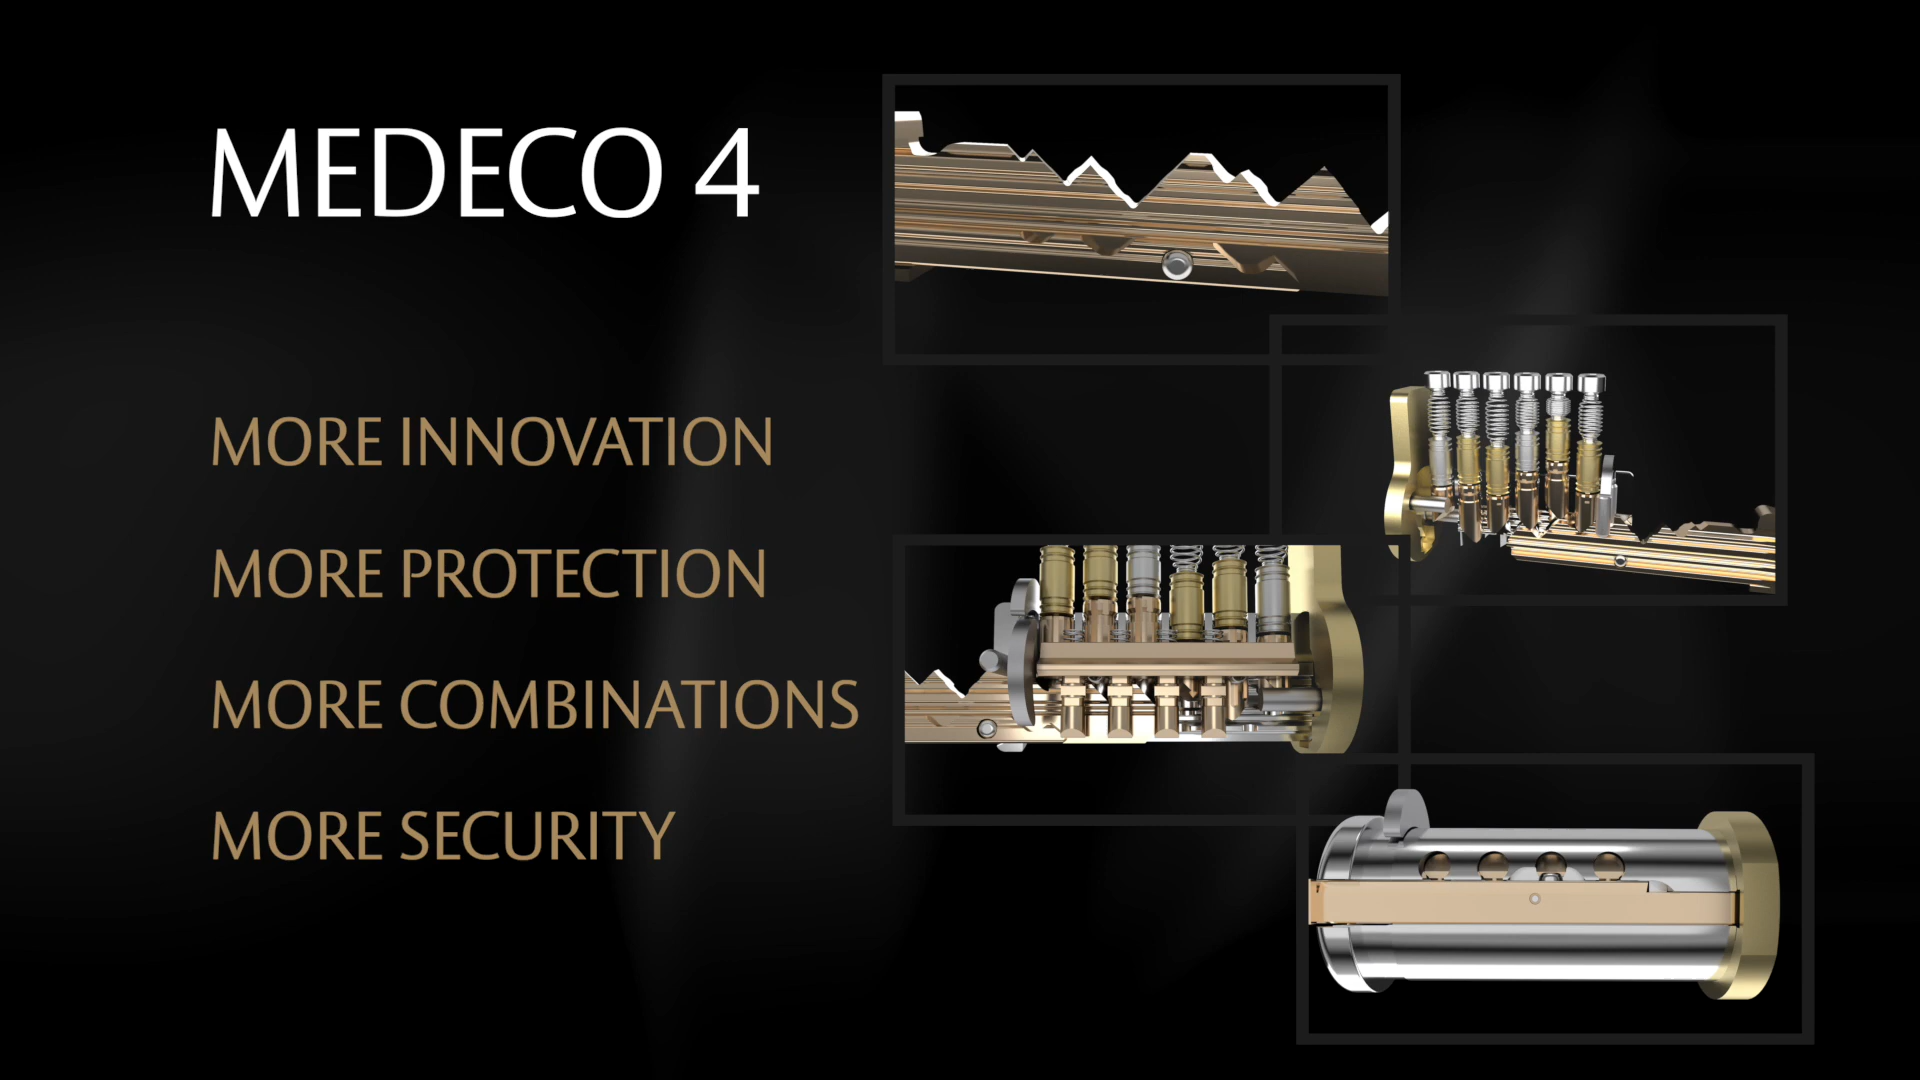 MEDECO 4
MORE INNOVATION
MORE PROTECTION
MORE COMBINATIONS
MORE SECURITY